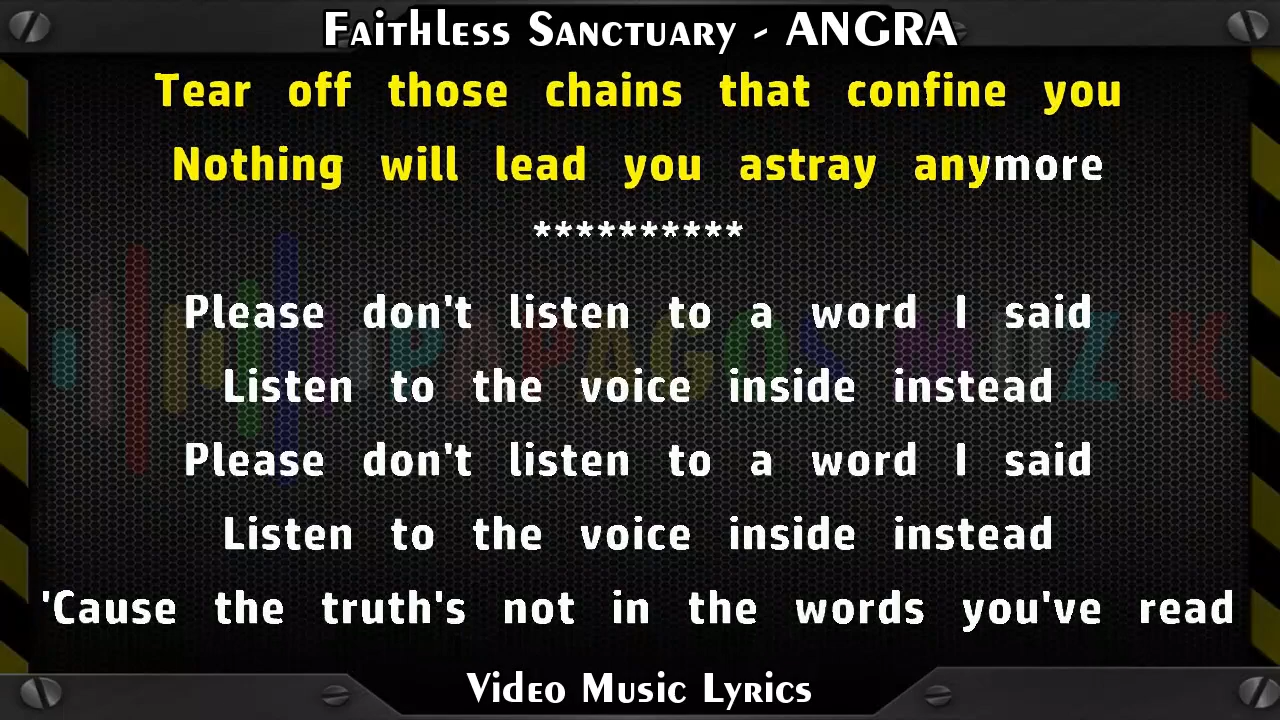 Faithless Sanctuary - ANGRA
Tear off those chains that confine you
Nothing will lead you astray anymore
**********
Please don't listen to a word I said
Listen to the voice inside instead
PAPAGOS MUZIK
Please don't listen to a word I said
Listen to the voice inside instead
'Cause the truth's not in the words you've read
Video Music Lyrics